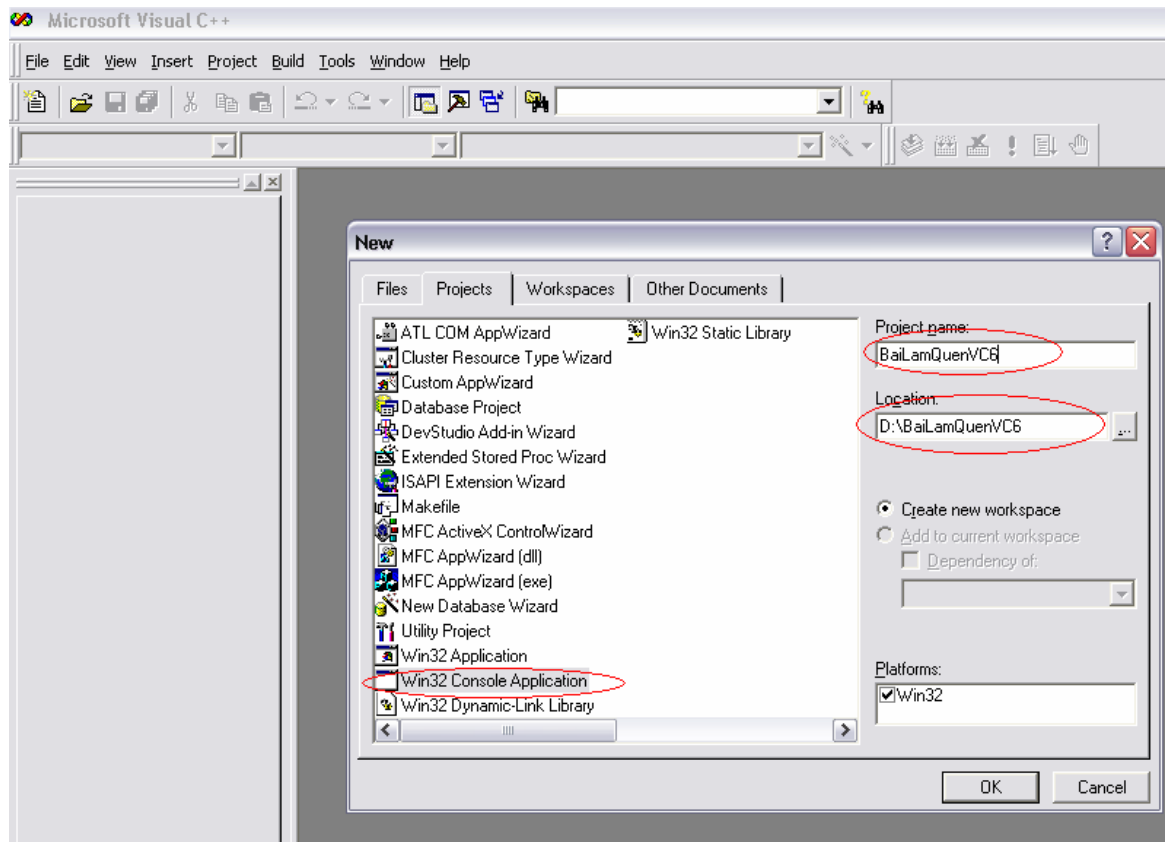 Microsoft Visual C++
File Edit View Insert Project Build Tools Window Help
New
Files Projects Workspaces Other Documents
ATL COM AppWizard
Cluster Resource Type Wizard
Custom AppWizard
Database Project
DevStudio Add-in Wizard
Extended Stored Proc Wizard
ISAPI Extension Wizard
Makefile
MFC ActiveX ControlWizard
MFC AppWizard (dll)
MFC AppWizard (exe)
New Database Wizard
Utility Project
Win32 Application
Win32 Console Application
Win32 Dynamic-Link Library
Win32 Static Library
Project name:
BaiLamQuenVC6
Location:
D:\BaiLamQuenVC6
...
Create new workspace
Add to current workspace
Dependency of:
Platforms:
Win32
OK Cancel